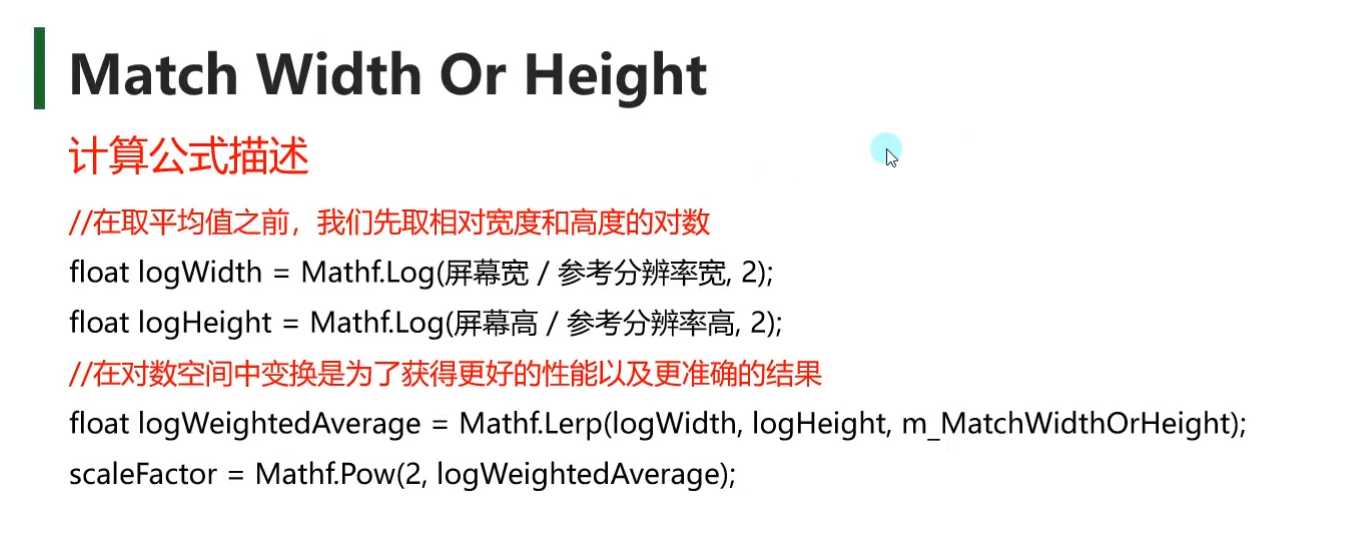 Match Width Or Height
计算公式描述
//在取平均值之前，我们先取相对宽度和高度的对数
float logWidth = Mathf.Log(屏幕宽 / 参考分辨率宽, 2);
float logHeight = Mathf.Log(屏幕高 / 参考分辨率高, 2);
//在对数空间中变换是为了获得更好的性能以及更准确的结果
float logWeightedAverage = Mathf.Lerp(logWidth, logHeight, m_MatchWidthOrHeight);
scaleFactor = Mathf.Pow(2, logWeightedAverage);